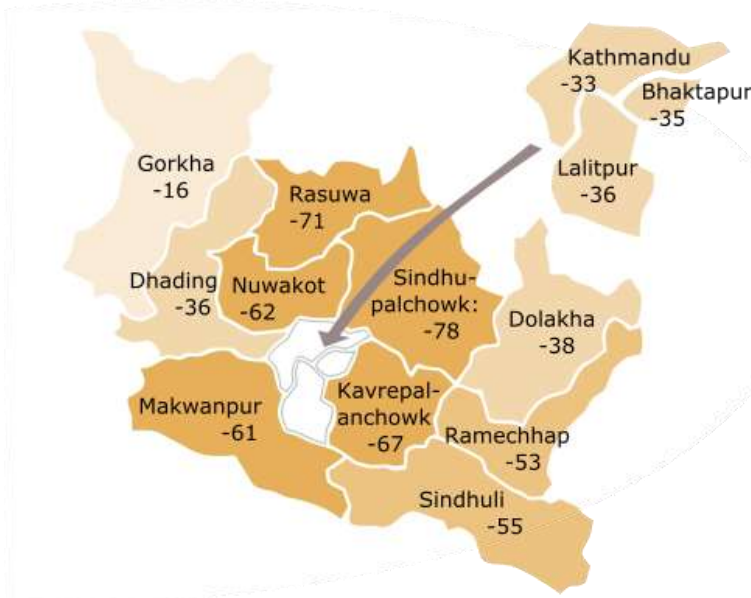 Kathmandu
-33
Bhaktapur
-35
Lalitpur
-36
Gorkha
-16
Rasuwa
-71
Dhading
-36
Nuwakot
-62
Sindhu-
palchowk:
-78
Dolakha
-38
Makwanpur
-61
Kavrepal-
anchowk
-67
Ramechhap
-53
Sindhuli
-55